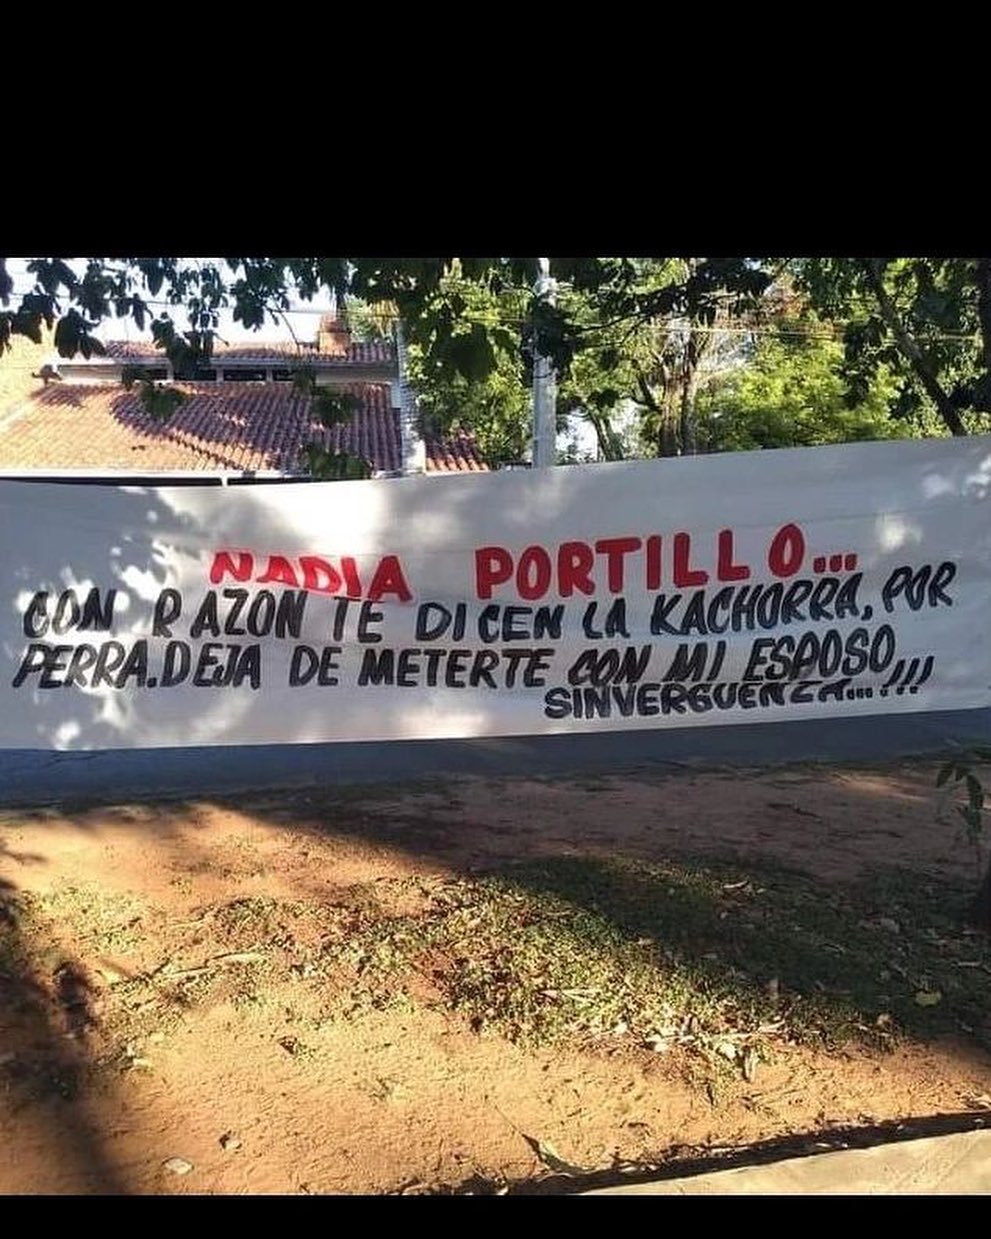 NADIA PORTILLO...
CON RAZON TE DICEN LA KACHORRA, POR
PERRA.DEJA DE METERTE CON MI ESPOSO,,,
SINVERGUENZA...!!!